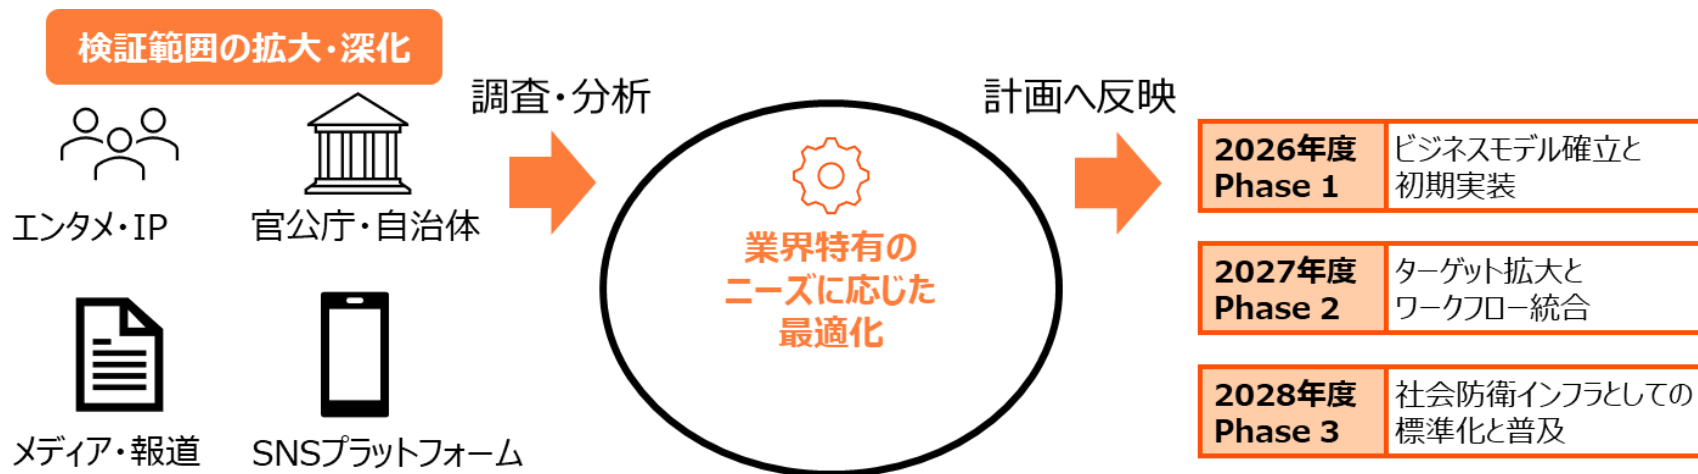 検証範囲の拡大・深化
エンタメ・IP
官公庁・自治体
メディア・報道
SNSプラットフォーム
調査・分析
業界特有の
ニーズに応じた
最適化
計画へ反映
2026年度
Phase 1
ビジネスモデル確立と
初期実装
2027年度
Phase 2
ターゲット拡大と
ワークフロー統合
2028年度
Phase 3
社会防衛インフラとしての
標準化と普及